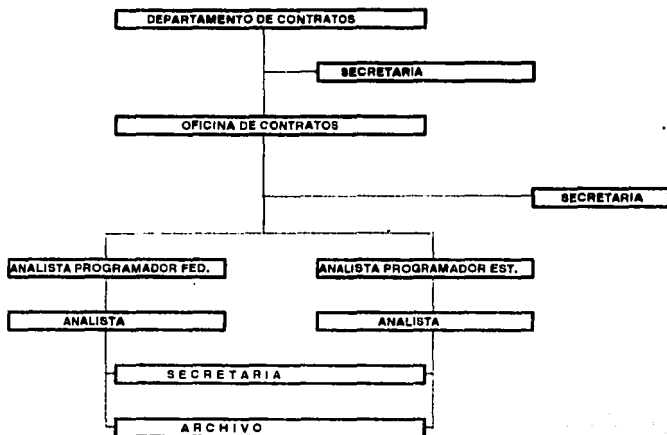 DEPARTAMENTO DE CONTRATOS
SECRETARIA
OFICINA DE CONTRATOS
SECRETARIA
ANALISTA PROGRAMADOR FED.
ANALISTA PROGRAMADOR EST.
ANALISTA
ANALISTA
SECRETARIA
ARCHIVO